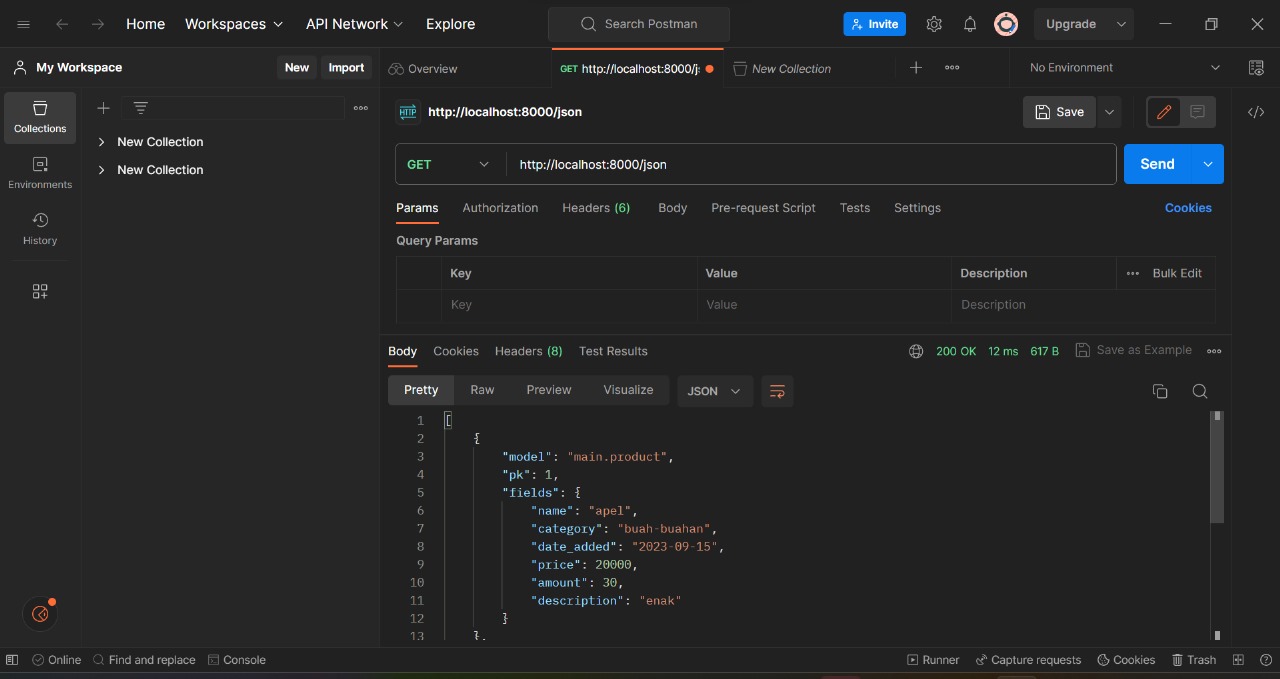 Home Workspaces API Network Explore Search Postman Invite Upgrade
My Workspace New Import Overview GET http://localhost:8000/j: New Collection No Environment
Collections
Environments
History
New Collection
New Collection
HTTP http://localhost:8000/json Save
GET http://localhost:8000/json Send
Params Authorization Headers (6) Body Pre-request Script Tests Settings Cookies
Query Params
Key Value Description Bulk Edit
Key Value Description
Body Cookies Headers (8) Test Results 200 OK 12 ms 617 B Save as Example
Pretty Raw Preview Visualize JSON
1 [
2 {
3 "model": "main.product",
4 "pk": 1,
5 "fields": {
6 "name": "apel",
7 "category": "buah-buahan",
8 "date_added": "2023-09-15",
9 "price": 20000,
10 "amount": 30,
11 "description": "enak"
12 }
13 },
Online Find and replace Console Runner Capture requests Cookies Trash